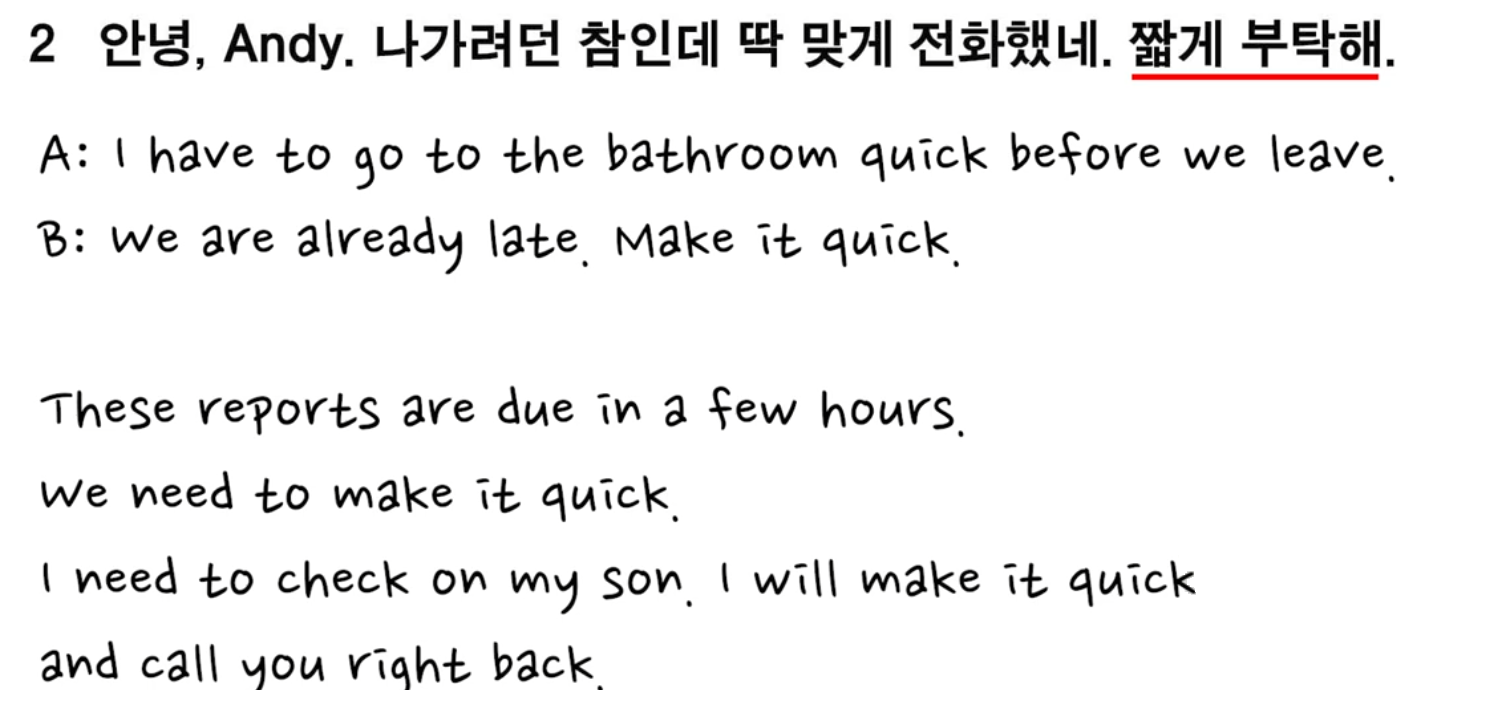 2 안녕, Andy. 나가려던 참인데 딱 맞게 전화했네. 짧게 부탁해.
A: I have to go to the bathroom quick before we leave.
B: We are already late. Make it quick.
These reports are due in a few hours.
We need to make it quick.
I need to check on my son. I will make it quick
and call you right back.